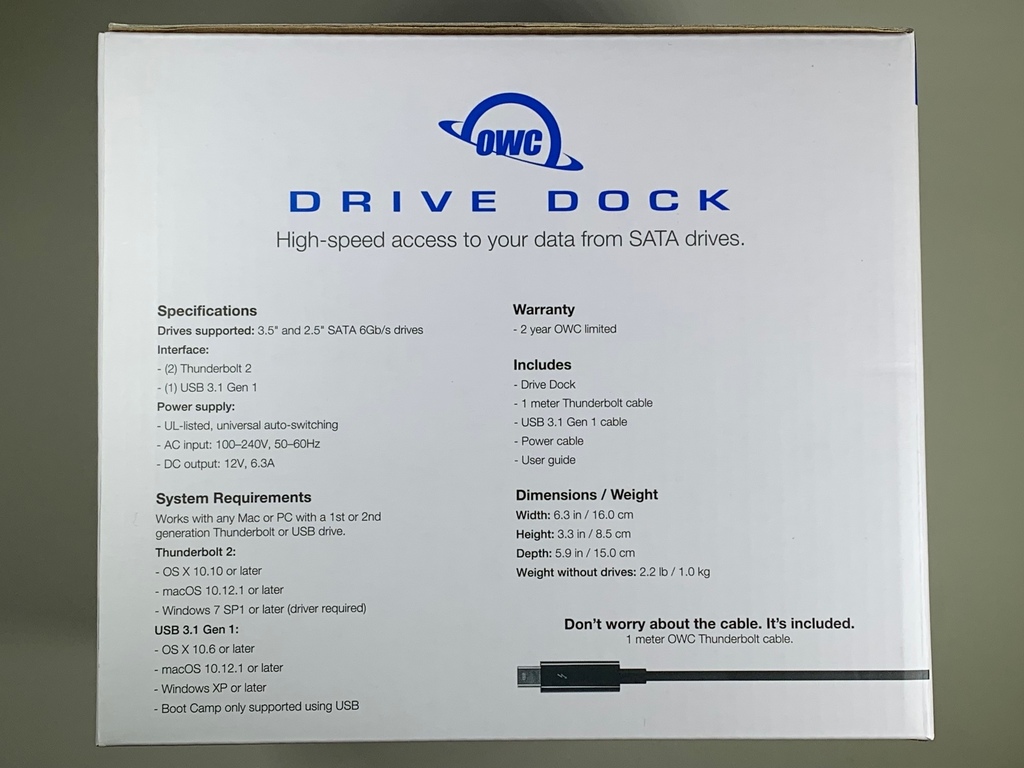 OWC
DRIVE DOCK
High-speed access to your data from SATA drives.
Specifications
Drives supported: 3.5" and 2.5" SATA 6Gb/s drives
Interface:
- (2) Thunderbolt 2
- (1) USB 3.1 Gen 1
Power supply:
- UL-listed, universal auto-switching
- AC input: 100–240V, 50–60Hz
- DC output: 12V, 6.3A
System Requirements
Works with any Mac or PC with a 1st or 2nd
generation Thunderbolt or USB drive.
Thunderbolt 2:
- OS X 10.10 or later
- macOS 10.12.1 or later
- Windows 7 SP1 or later (driver required)
USB 3.1 Gen 1:
- OS X 10.6 or later
- macOS 10.12.1 or later
- Windows XP or later
- Boot Camp only supported using USB
Warranty
- 2 year OWC limited
Includes
- Drive Dock
- 1 meter Thunderbolt cable
- USB 3.1 Gen 1 cable
- Power cable
- User guide
Dimensions / Weight
Width: 6.3 in / 16.0 cm
Height: 3.3 in / 8.5 cm
Depth: 5.9 in / 15.0 cm
Weight without drives: 2.2 lb / 1.0 kg
Don't worry about the cable. It's included.
1 meter OWC Thunderbolt cable.